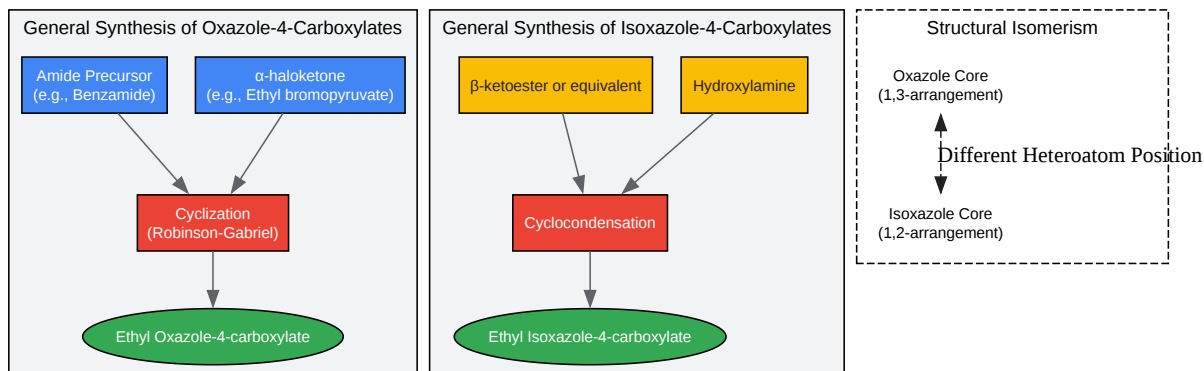 General Synthesis of Oxazole-4-Carboxylates
Amide Precursor
(e.g., Benzamide)
α-haloketone
(e.g., Ethyl bromopyruvate)
Cyclization
(Robinson-Gabriel)
Ethyl Oxazole-4-carboxylate
General Synthesis of Isoxazole-4-Carboxylates
β-ketoester or equivalent
Hydroxylamine
Cyclocondensation
Ethyl Isoxazole-4-carboxylate
Structural Isomerism
Oxazole Core
(1,3-arrangement)
Different Heteroatom Position
Isoxazole Core
(1,2-arrangement)